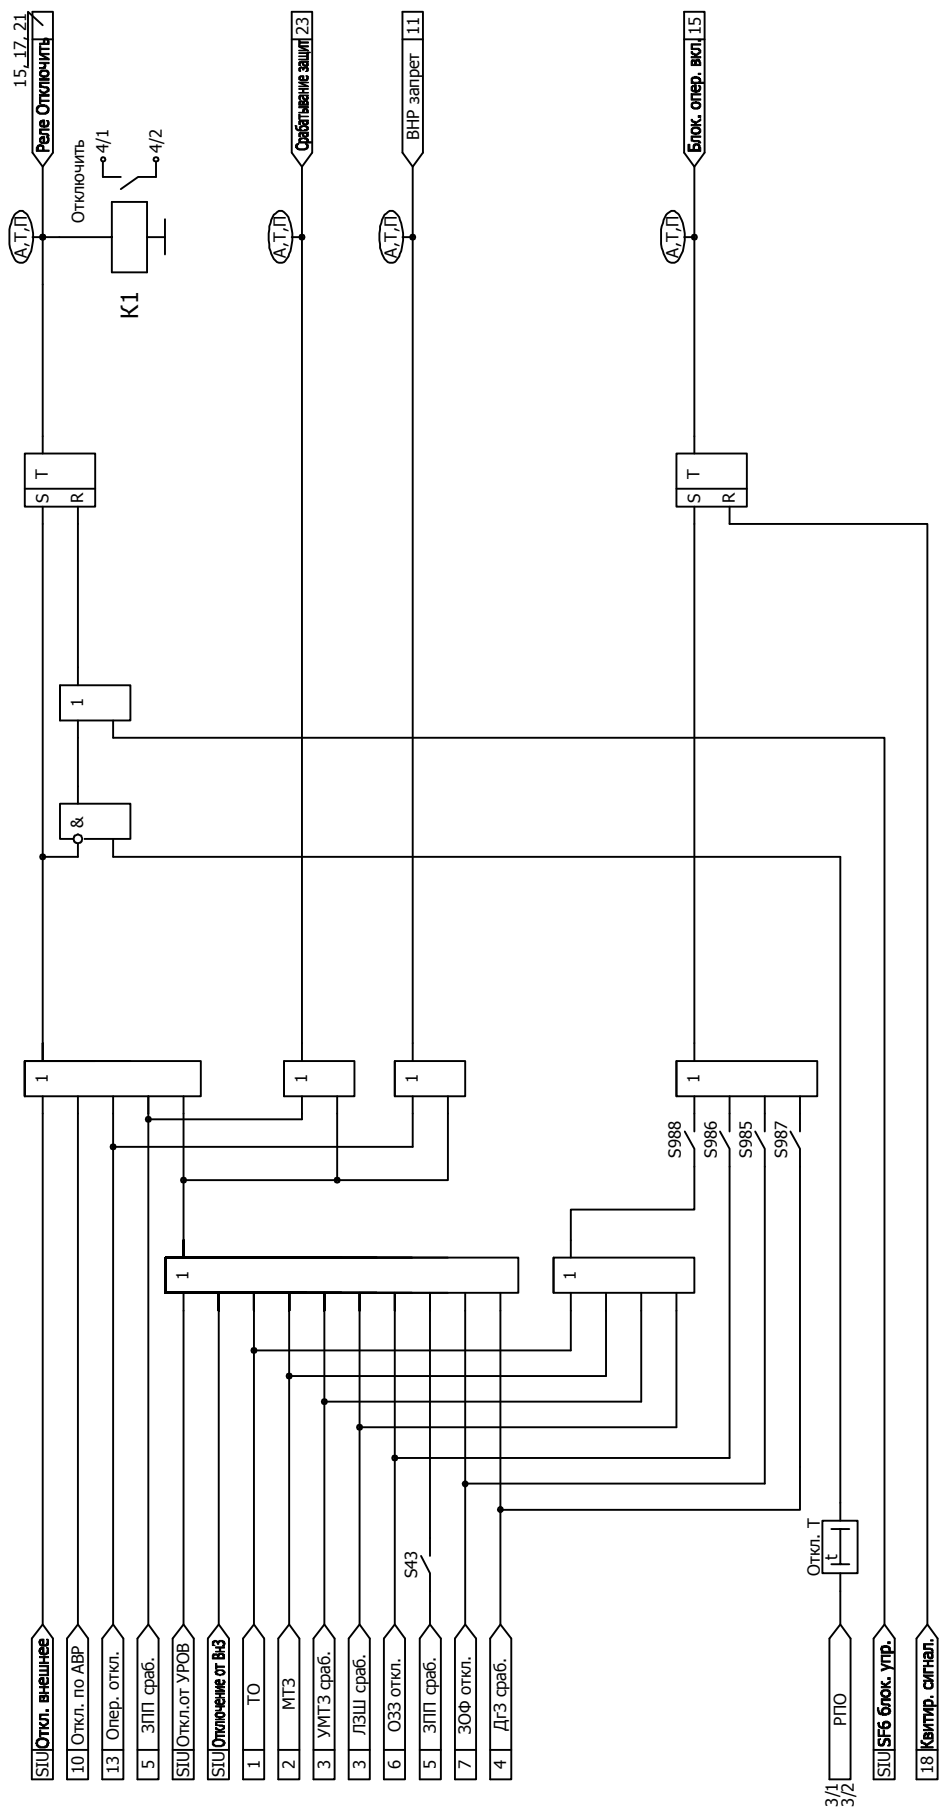 15, 17, 21
Реле Отключить
Срабатывание защит 23
ВНР запрет 11
Блок. опер. вкл. 15
Отключить
4/1
4/2
А,Т,П
А,Т,П
А,Т,П
А,Т,П
К1
S T
R
S T
R
1
&
1
1
1
1
S988
S986
S985
S987
1
1
S43
Откл. Т
t
SIU Откл. внешнее
10 Откл. по АВР
13 Опер. откл.
5 ЗПП сраб.
SIU Откл.от УРОВ
SIU Отключение от ВнЗ
1 ТО
2 МТЗ
3 УМТЗ сраб.
3 ЛЗШ сраб.
6 ОЗЗ откл.
5 ЗПП сраб.
7 ЗОФ откл.
4 ДгЗ сраб.
3/1
3/2
РПО
SIU SF6 блок. упр.
18 Квитир. сигнал.